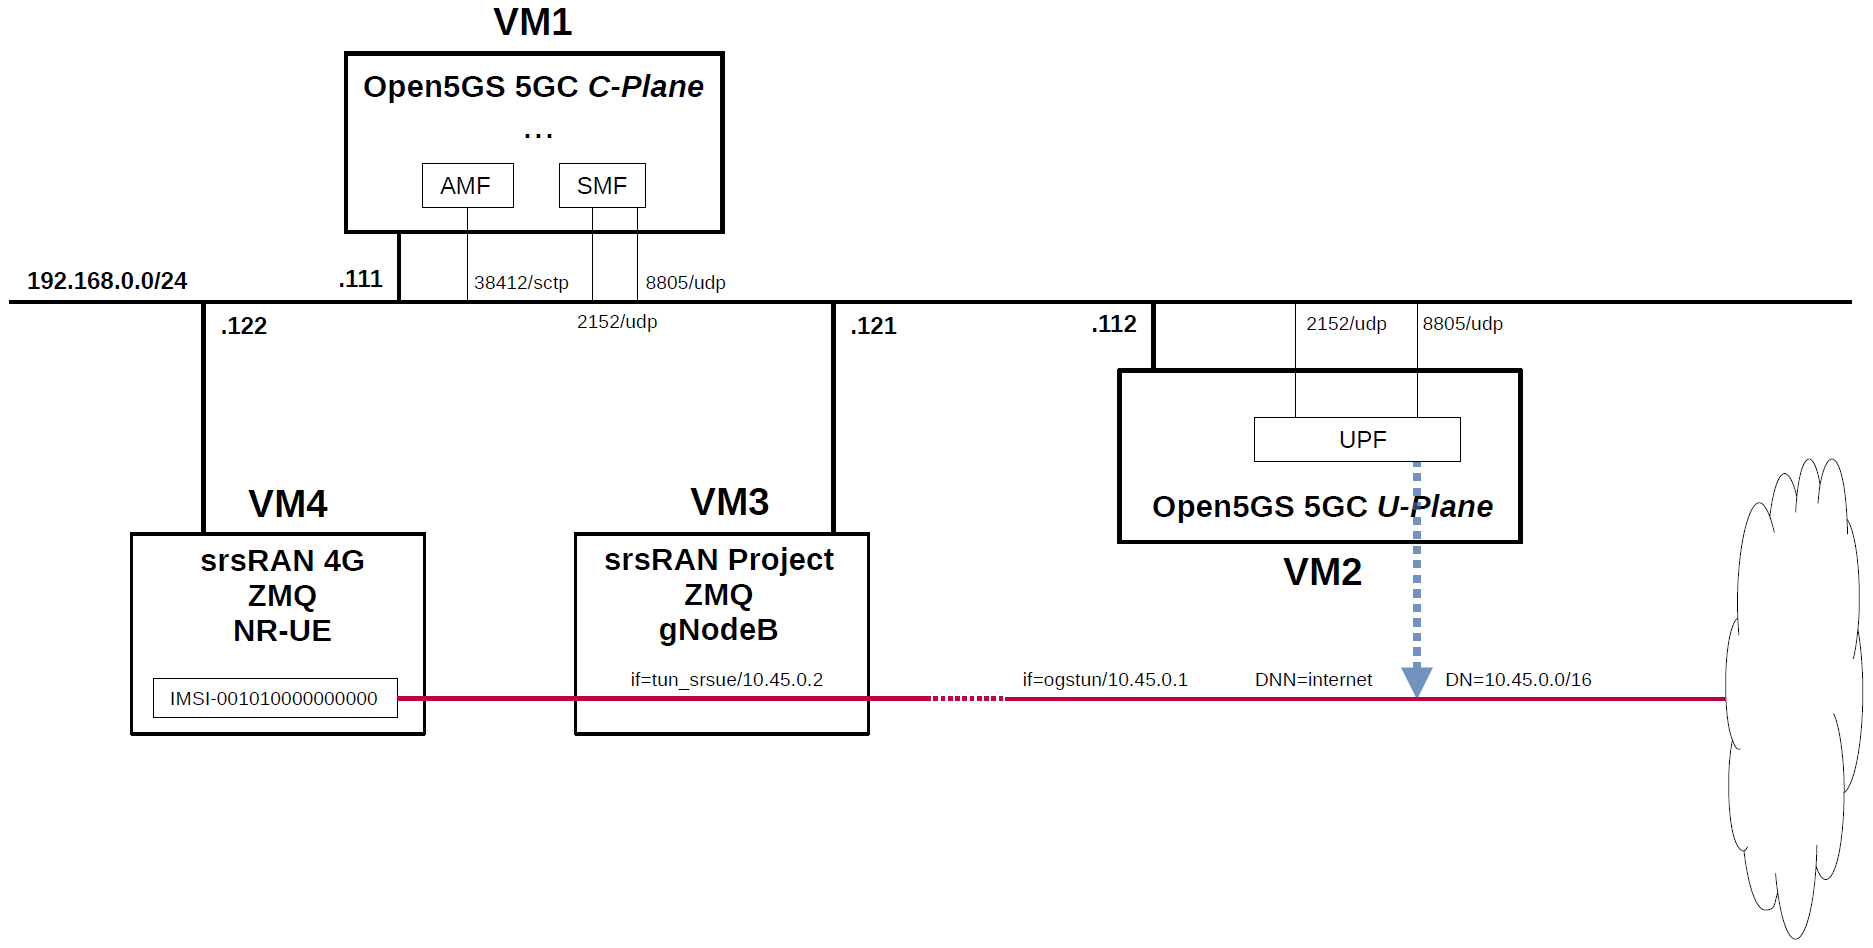 VM1
Open5GS 5GC C-Plane
...
AMF
SMF
192.168.0.0/24
.111
38412/sctp
8805/udp
.122
2152/udp
.121
.112
2152/udp
8805/udp
UPF
Open5GS 5GC U-Plane
VM2
VM4
srsRAN 4G
ZMQ
NR-UE
IMSI-001010000000000
VM3
srsRAN Project
ZMQ
gNodeB
if=tun_srsue/10.45.0.2
if=ogstun/10.45.0.1
DNN=internet
DN=10.45.0.0/16